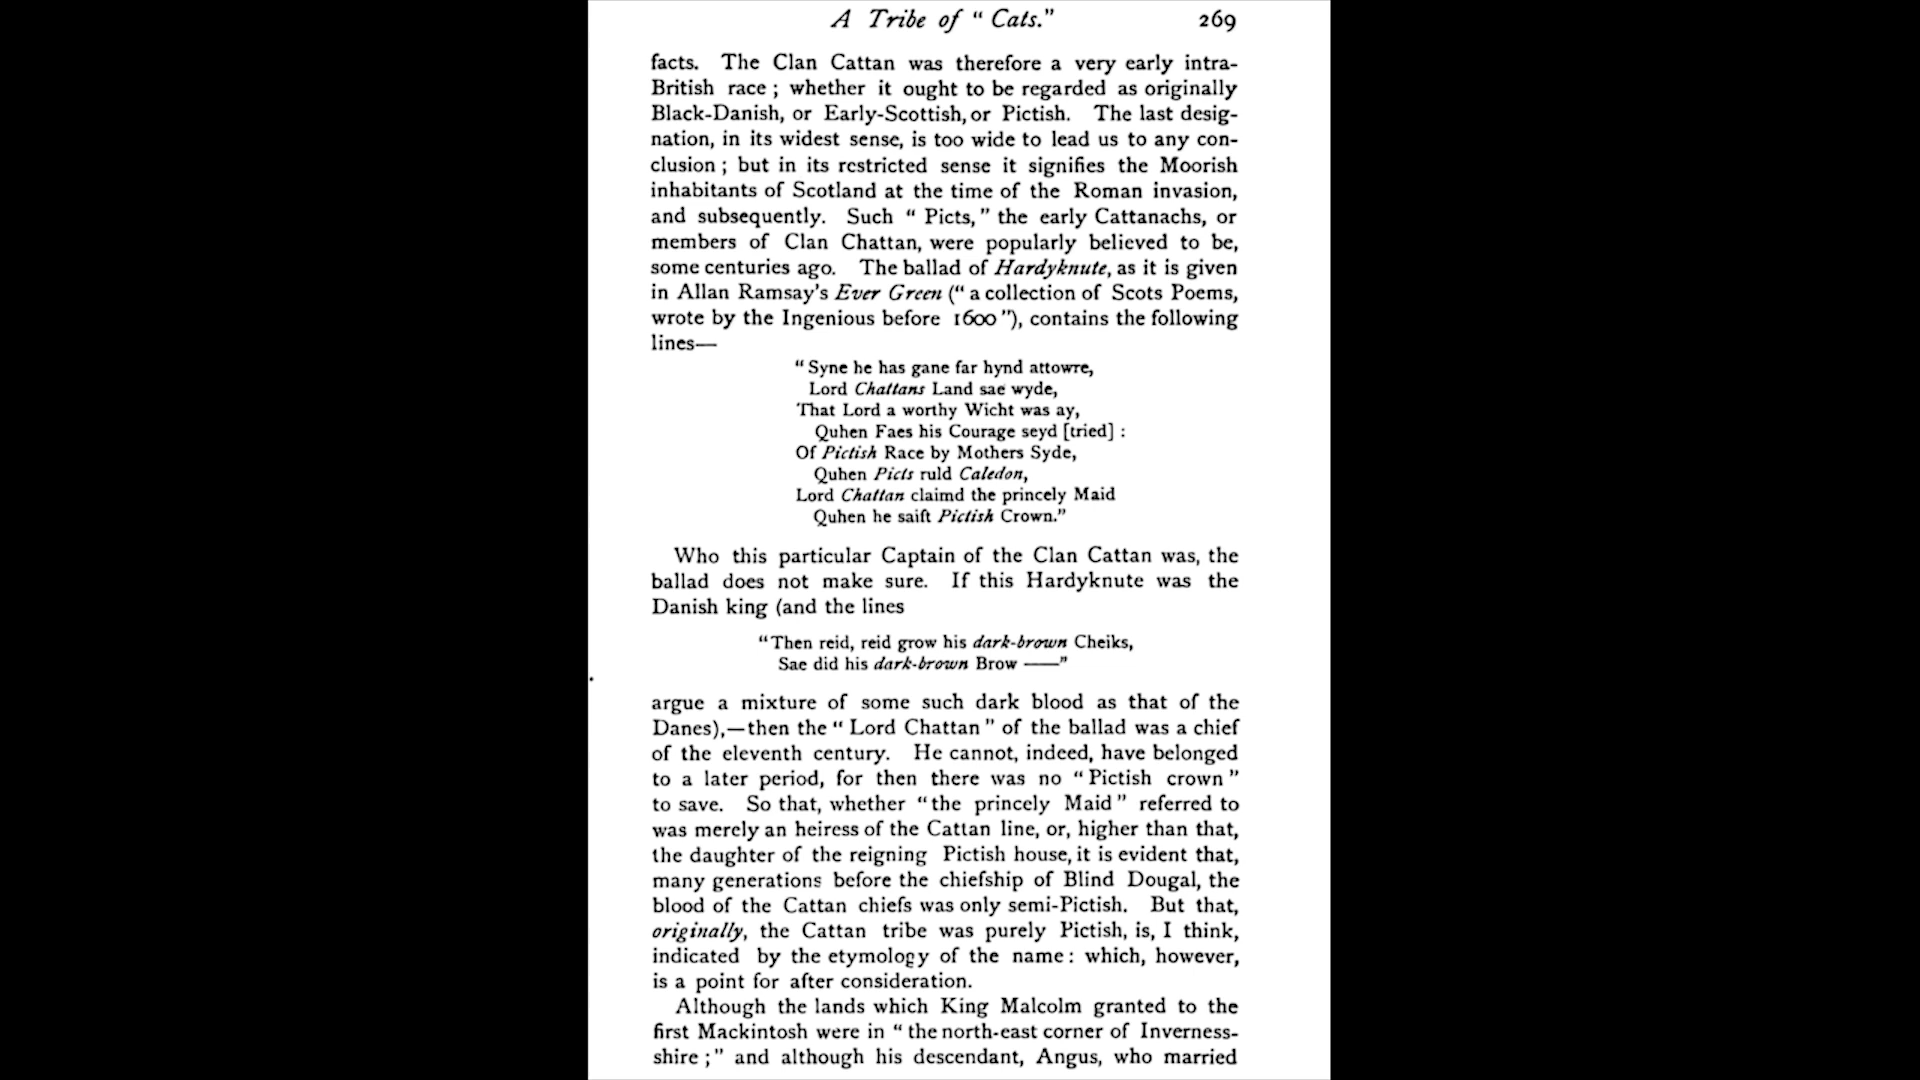 A Tribe of “ Cats.” 269
facts. The Clan Cattan was therefore a very early intra-
British race ; whether it ought to be regarded as originally
Black-Danish, or Early-Scottish, or Pictish. The last desig-
nation, in its widest sense, is too wide to lead us to any con-
clusion ; but in its restricted sense it signifies the Moorish
inhabitants of Scotland at the time of the Roman invasion,
and subsequently. Such “ Picts,” the early Cattanachs, or
members of Clan Chattan, were popularly believed to be,
some centuries ago. The ballad of Hardyknute, as it is given
in Allan Ramsay’s Ever Green (“ a collection of Scots Poems,
wrote by the Ingenious before 1600 ”), contains the following
lines—
“ Syne he has gane far hynd attowre,
Lord Chattans Land sae wyde,
That Lord a worthy Wicht was ay,
Quhen Faes his Courage seyd [tried] :
Of Pictish Race by Mothers Syde,
Quhen Picts ruld Caledon,
Lord Chattan claimd the princely Maid
Quhen he saift Pictish Crown.”
Who this particular Captain of the Clan Cattan was, the
ballad does not make sure. If this Hardyknute was the
Danish king (and the lines
“Then reid, reid grow his dark-brown Cheiks,
Sae did his dark-brown Brow ——”
argue a mixture of some such dark blood as that of the
Danes),—then the “ Lord Chattan ” of the ballad was a chief
of the eleventh century. He cannot, indeed, have belonged
to a later period, for then there was no “ Pictish crown ”
to save. So that, whether “ the princely Maid ” referred to
was merely an heiress of the Cattan line, or, higher than that,
the daughter of the reigning Pictish house, it is evident that,
many generations before the chiefship of Blind Dougal, the
blood of the Cattan chiefs was only semi-Pictish. But that,
originally, the Cattan tribe was purely Pictish, is, I think,
indicated by the etymology of the name : which, however,
is a point for after consideration.
Although the lands which King Malcolm granted to the
first Mackintosh were in “ the north-east corner of Inverness-
shire ;” and although his descendant, Angus, who married